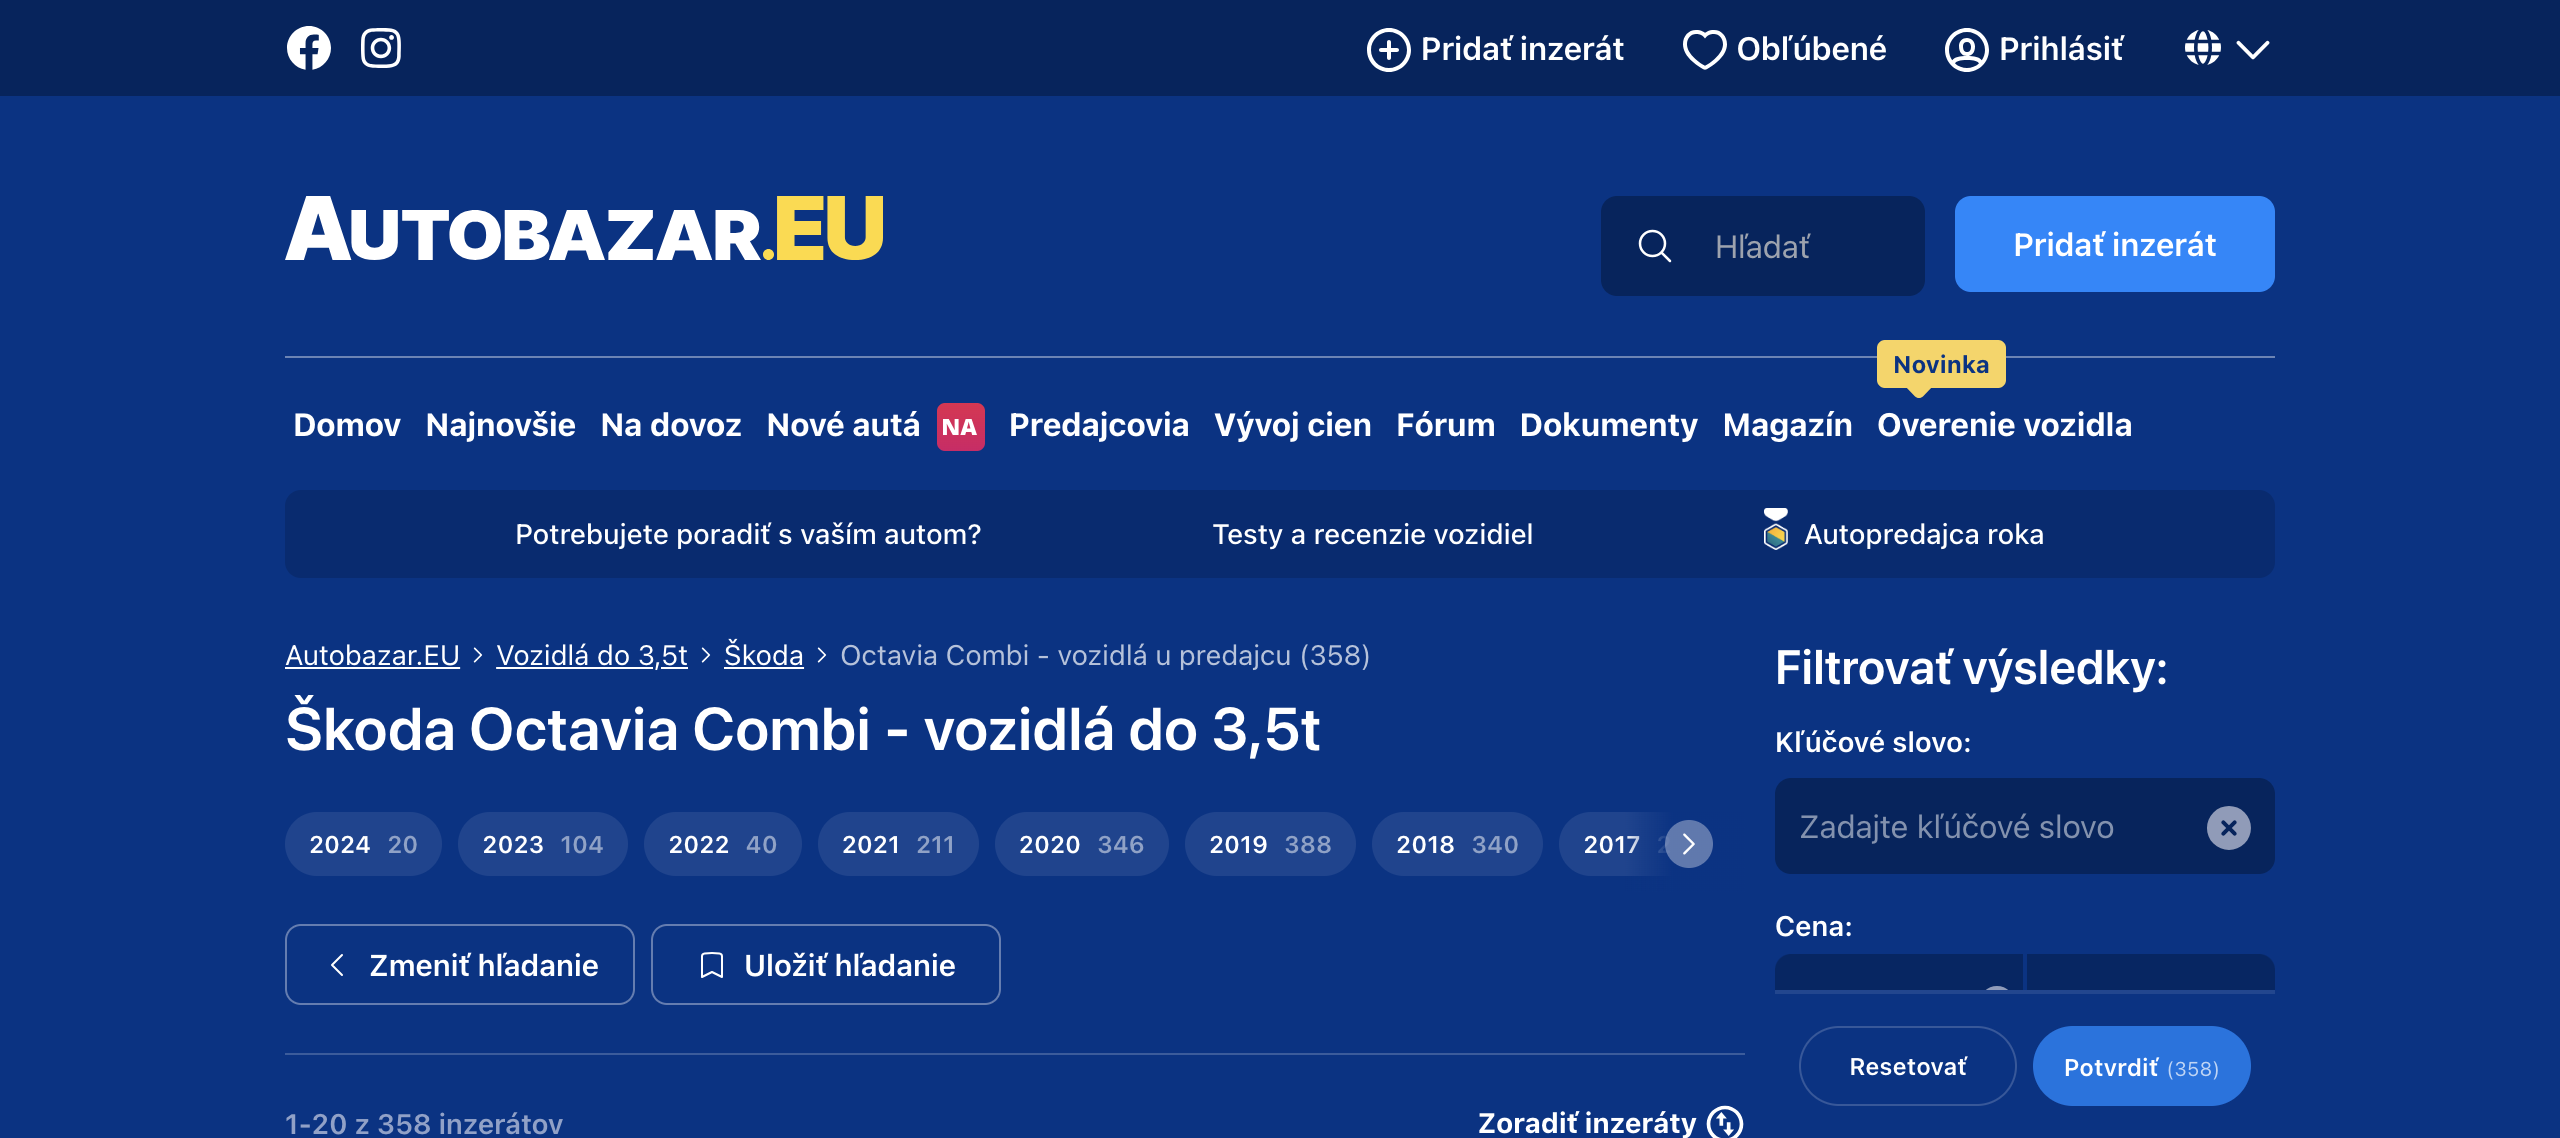 Pridať inzerát
Obľúbené
Prihlásiť
AUTOBAZAR.EU
Hľadať
Pridať inzerát
Novinka
Domov
Najnovšie
Na dovoz
Nové autá
NA
Predajcovia
Vývoj cien
Fórum
Dokumenty
Magazín
Overenie vozidla
Potrebujete poradiť s vaším autom?
Testy a recenzie vozidiel
Autopredajca roka
Autobazar.EU > Vozidlá do 3,5t > Škoda > Octavia Combi - vozidlá u predajcu (358)
Škoda Octavia Combi - vozidlá do 3,5t
2024 20
2023 104
2022 40
2021 211
2020 346
2019 388
2018 340
2017
Zmeniť hľadanie
Uložiť hľadanie
1-20 z 358 inzerátov
Zoradiť inzeráty
Filtrovať výsledky:
Kľúčové slovo:
Zadajte kľúčové slovo
Cena:
Resetovať
Potvrdiť (358)